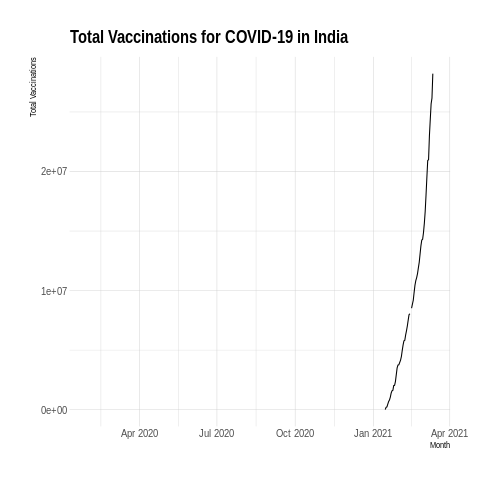 Total Vaccinations for COVID-19 in India
Total Vaccinations
2e+07
1e+07
0e+00
Apr 2020 Jul 2020 Oct 2020 Jan 2021 Apr 2021
Month